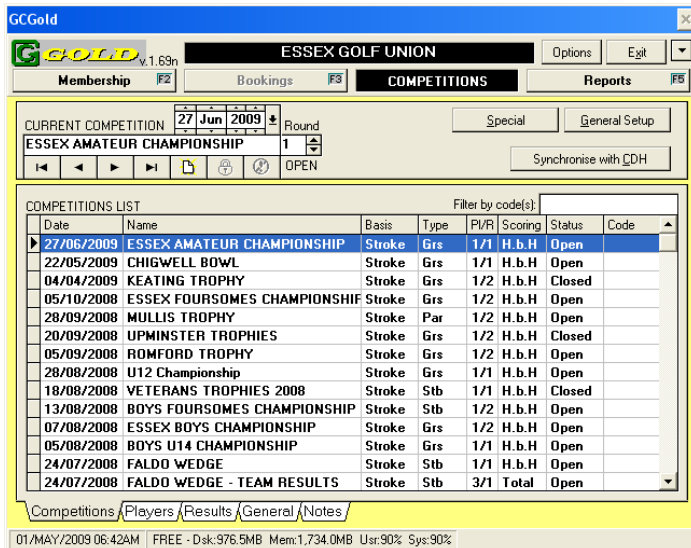 GCGold
G GOLD v.1.69n ESSEX GOLF UNION Options Exit
Membership F2 Bookings F3 COMPETITIONS Reports F5
CURRENT COMPETITION 27 Jun 2009 Round Special General Setup
ESSEX AMATEUR CHAMPIONSHIP 1
OPEN Synchronise with CDH
COMPETITIONS LIST Filter by code(s):
Date Name Basis Type Pl/R Scoring Status Code
27/06/2009 ESSEX AMATEUR CHAMPIONSHIP Stroke Grs 1/1 H.b.H Open
22/05/2009 CHIGWELL BOWL Stroke Grs 1/1 H.b.H Open
04/04/2009 KEATING TROPHY Stroke Grs 1/2 H.b.H Closed
05/10/2008 ESSEX FOURSOMES CHAMPIONSHIP Stroke Grs 1/2 H.b.H Open
28/09/2008 MULLIS TROPHY Stroke Par 1/2 H.b.H Open
20/09/2008 UPMINSTER TROPHIES Stroke Grs 1/2 H.b.H Closed
05/09/2008 ROMFORD TROPHY Stroke Grs 1/2 H.b.H Open
28/08/2008 U12 Championship Stroke Grs 1/1 H.b.H Open
18/08/2008 VETERANS TROPHIES 2008 Stroke Stb 1/1 H.b.H Closed
13/08/2008 BOYS FOURSOMES CHAMPIONSHIP Stroke Stb 1/2 H.b.H Open
07/08/2008 ESSEX BOYS CHAMPIONSHIP Stroke Grs 1/2 H.b.H Open
05/08/2008 BOYS U14 CHAMPIONSHIP Stroke Grs 1/1 H.b.H Open
24/07/2008 FALDO WEDGE Stroke Stb 1/1 H.b.H Open
24/07/2008 FALDO WEDGE - TEAM RESULTS Stroke Stb 3/1 Total Open
Competitions Players Results General Notes
01/MAY/2009 06:42AM FREE - Dsk:976.5MB Mem:1,734.0MB Usr:90% Sys:90%